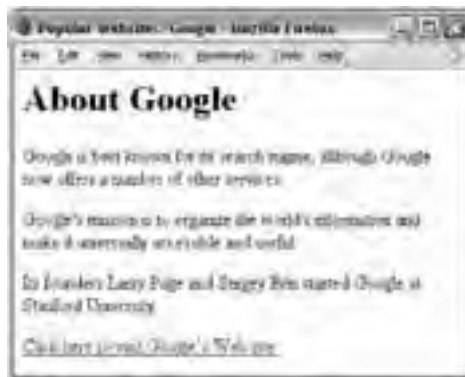 Popular websites: Google - Mozilla Firefox
File Edit View History Bookmarks Tools Help
About Google
Google is best known for its search engine, although Google
now offers a number of other services.
Google's mission is to organize the world's information and
make it universally accessible and useful.
Its founders Larry Page and Sergey Brin started Google at
Stanford University.
Click here to visit Google's Web site.